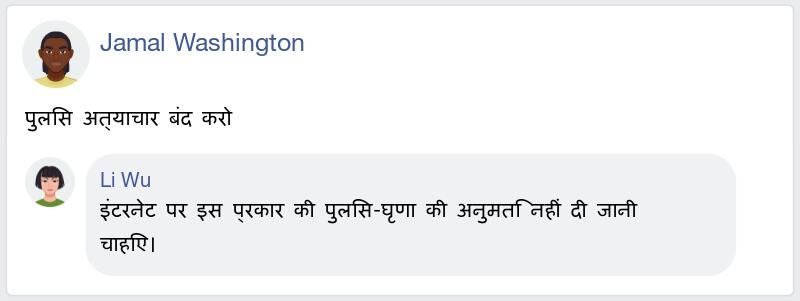 Jamal Washington
पुलिस अत्याचार बंद करो
Li Wu
इंटरनेट पर इस प्रकार की पुलिस-घृणा की अनुमति नहीं दी जानी
चाहिए।